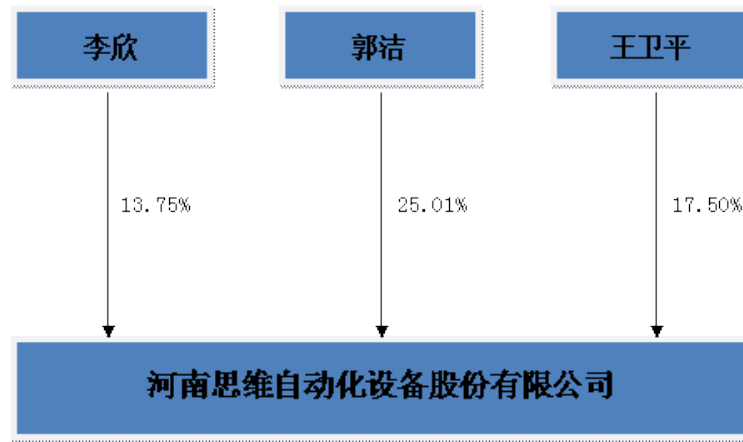 李欣
郭洁
王卫平
13.75%
25.01%
17.50%
河南思维自动化设备股份有限公司